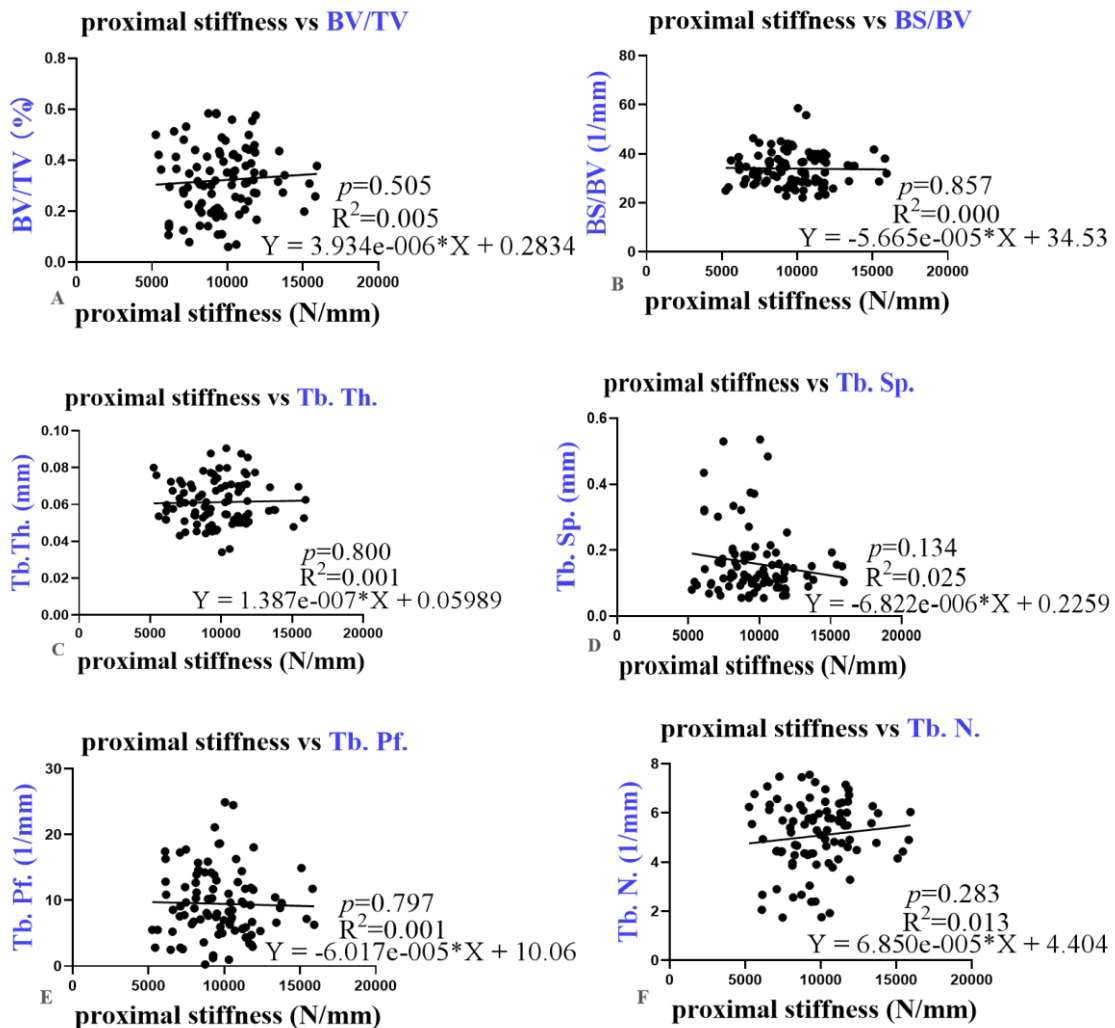 proximal stiffness vs BV/TV
BV/TV (%)
0.8
0.6
0.4
0.2
0.0
0 5000 10000 15000 20000
p=0.505
R²=0.005
Y = 3.934e-006*X + 0.2834
A
proximal stiffness (N/mm)
proximal stiffness vs BS/BV
BS/BV (1/mm)
80
60
40
20
0
0 5000 10000 15000 20000
p=0.857
R²=0.000
Y = -5.665e-005*X + 34.53
B
proximal stiffness (N/mm)
proximal stiffness vs Tb. Th.
Tb.Th. (mm)
0.10
0.08
0.06
0.04
0.02
0.00
0 5000 10000 15000 20000
p=0.800
R²=0.001
Y = 1.387e-007*X + 0.05989
C
proximal stiffness (N/mm)
proximal stiffness vs Tb. Sp.
Tb. Sp. (mm)
0.6
0.4
0.2
0.0
0 5000 10000 15000 20000
p=0.134
R²=0.025
Y = -6.822e-006*X + 0.2259
D
proximal stiffness (N/mm)
proximal stiffness vs Tb. Pf.
Tb. Pf. (1/mm)
30
20
10
0
0 5000 10000 15000 20000
p=0.797
R²=0.001
Y = -6.017e-005*X + 10.06
E
proximal stiffness (N/mm)
proximal stiffness vs Tb. N.
Tb. N. (1/mm)
8
6
4
2
0
0 5000 10000 15000 20000
p=0.283
R²=0.013
Y = 6.850e-005*X + 4.404
F
proximal stiffness (N/mm)